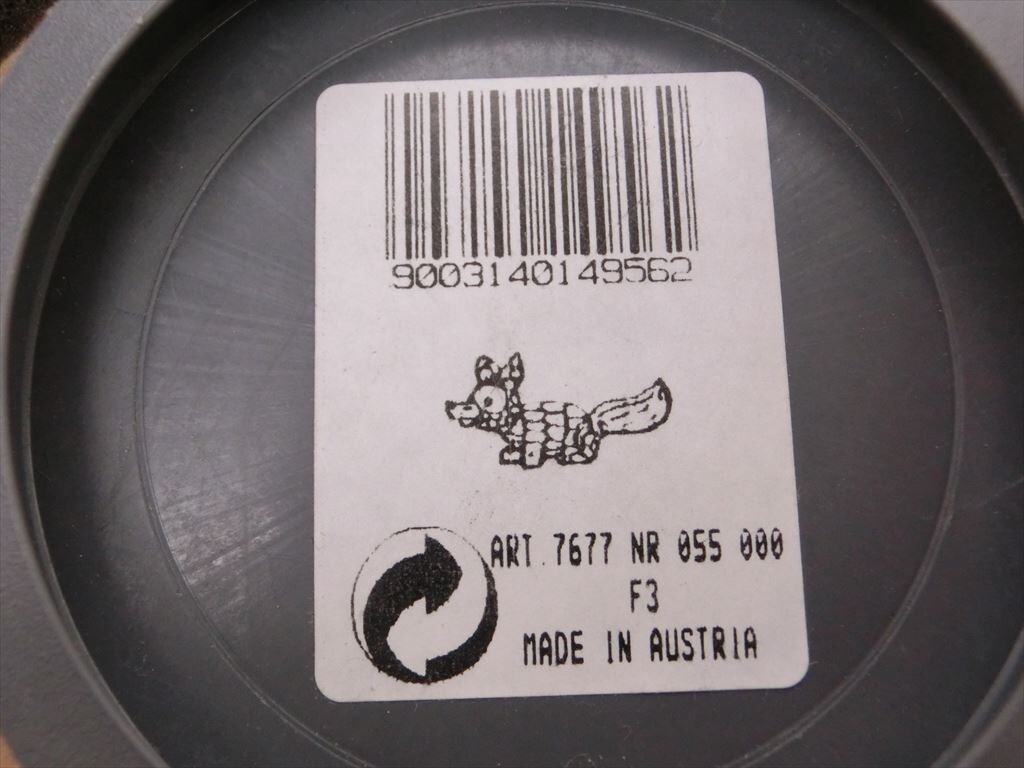 9003140149562
ART.7677 NR 055 000
F3
MADE IN AUSTRIA